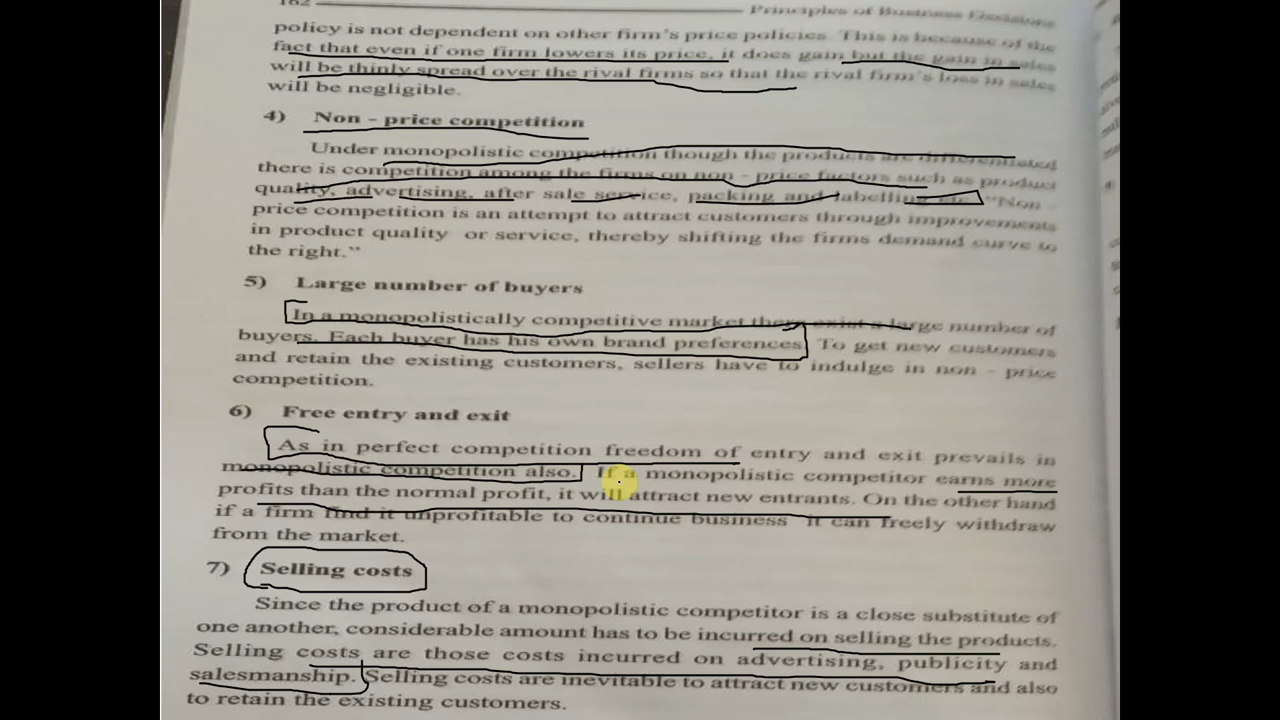 162
Principles of Business Decisions
policy is not dependent on other firm's price policies. This is because of the
fact that even if one firm lowers its price, it does gain but the gain in sales
will be thinly spread over the rival firms so that the rival firm's loss in sales
will be negligible.
4) Non - price competition
Under monopolistic competition though the products are differentiated
there is competition among the firms on non - price factors such as product
quality, advertising, after sale service, packing and labelling etc. "Non -
price competition is an attempt to attract customers through improvements
in product quality or service, thereby shifting the firms demand curve to
the right."
5) Large number of buyers
In a monopolistically competitive market there exist a large number of
buyers. Each buyer has his own brand preferences. To get new customers
and retain the existing customers, sellers have to indulge in non - price
competition.
6) Free entry and exit
As in perfect competition freedom of entry and exit prevails in
monopolistic competition also. If a monopolistic competitor earns more
profits than the normal profit, it will attract new entrants. On the other hand
if a firm find it unprofitable to continue business it can freely withdraw
from the market.
7) Selling costs
Since the product of a monopolistic competitor is a close substitute of
one another, considerable amount has to be incurred on selling the products.
Selling costs are those costs incurred on advertising, publicity and
salesmanship. Selling costs are inevitable to attract new customers and also
to retain the existing customers.